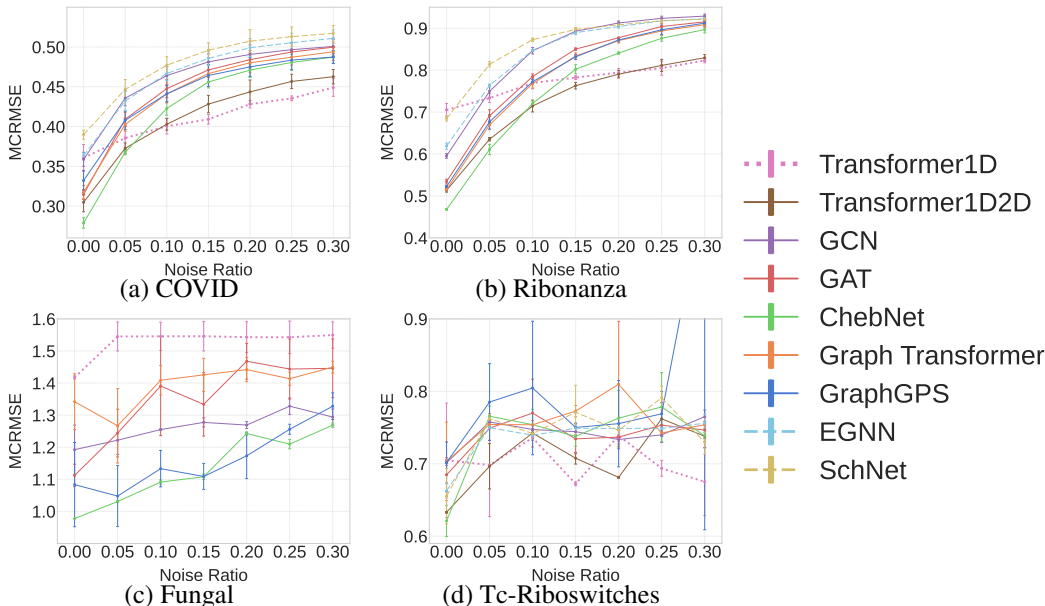 MCRMSE
0.50
0.45
0.40
0.35
0.30
0.00 0.05 0.10 0.15 0.20 0.25 0.30
Noise Ratio
(a) COVID
MCRMSE
0.9
0.8
0.7
0.6
0.5
0.4
0.00 0.05 0.10 0.15 0.20 0.25 0.30
Noise Ratio
(b) Ribonanza
MCRMSE
1.6
1.5
1.4
1.3
1.2
1.1
1.0
0.00 0.05 0.10 0.15 0.20 0.25 0.30
Noise Ratio
(c) Fungal
MCRMSE
0.9
0.8
0.7
0.6
0.00 0.05 0.10 0.15 0.20 0.25 0.30
Noise Ratio
(d) Tc-Riboswitches
Transformer1D
Transformer1D2D
GCN
GAT
ChebNet
Graph Transformer
GraphGPS
EGNN
SchNet